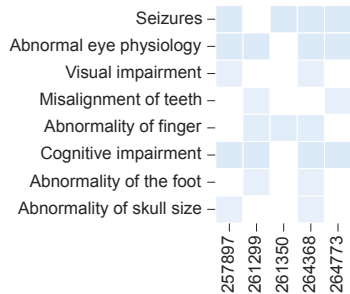 Seizures
Abnormal eye physiology
Visual impairment
Misalignment of teeth
Abnormality of finger
Cognitive impairment
Abnormality of the foot
Abnormality of skull size
257897
261299
261350
264368
264773